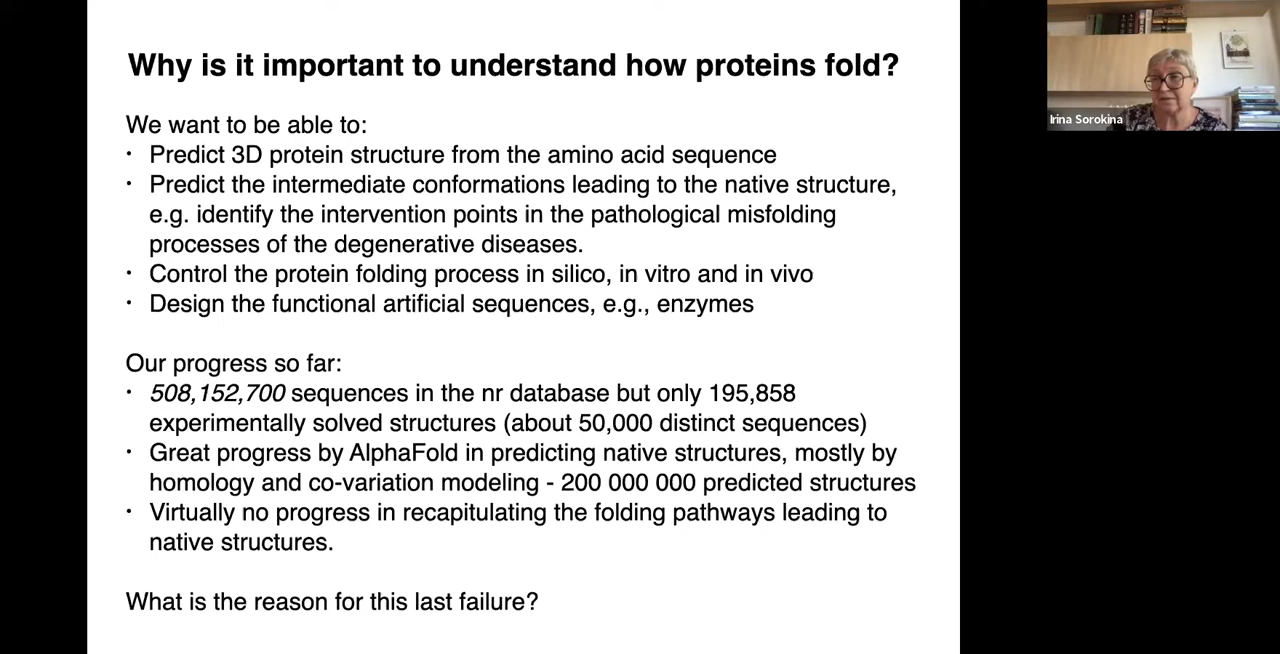 Why is it important to understand how proteins fold?
We want to be able to:
· Predict 3D protein structure from the amino acid sequence
· Predict the intermediate conformations leading to the native structure,
e.g. identify the intervention points in the pathological misfolding
processes of the degenerative diseases.
· Control the protein folding process in silico, in vitro and in vivo
· Design the functional artificial sequences, e.g., enzymes
Our progress so far:
· 508,152,700 sequences in the nr database but only 195,858
experimentally solved structures (about 50,000 distinct sequences)
· Great progress by AlphaFold in predicting native structures, mostly by
homology and co-variation modeling - 200 000 000 predicted structures
· Virtually no progress in recapitulating the folding pathways leading to
native structures.
What is the reason for this last failure?
Irina Sorokina